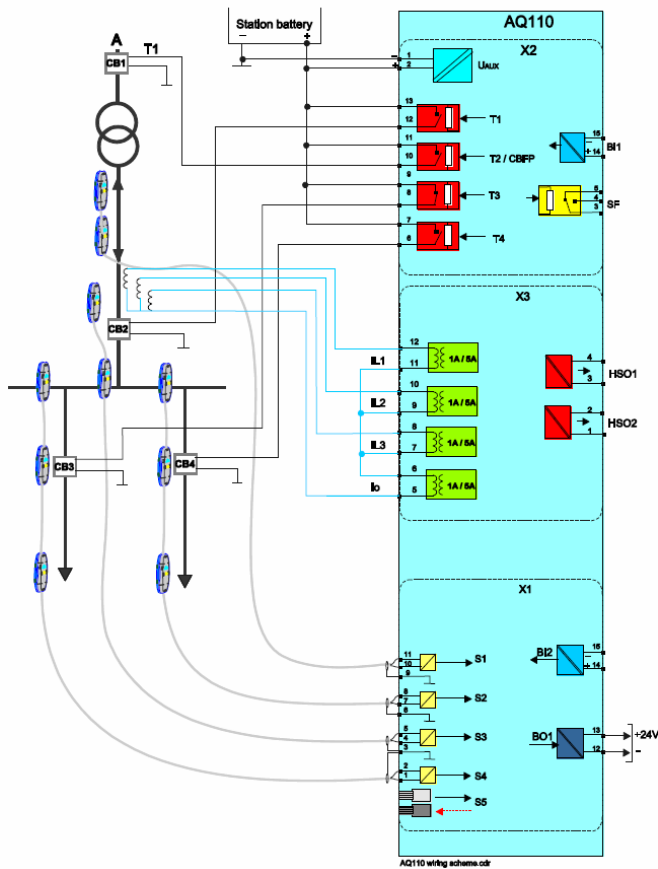 Station battery
AQ110
- +
X2
A T1
CB1
- 1
+ 2
UAUX
13
12
T1
11
10
T2 / CBIFP
9
8
T3
7
6
T4
15
- 
+ 14
BI1
5
4
3
SF
X3
CB2
12
IL1 11
1A / 5A
10
IL2 9
1A / 5A
8
IL3 7
1A / 5A
6
Io 5
1A / 5A
4
HSO1
3
2
HSO2
1
CB3
CB4
X1
11
10
9
S1
8
7
6
S2
5
4
3
S3
2
1
S4
S5
BI2
15
-
+ 14
BO1
13
+24V
12 -
AQ110 wiring scheme.cdr